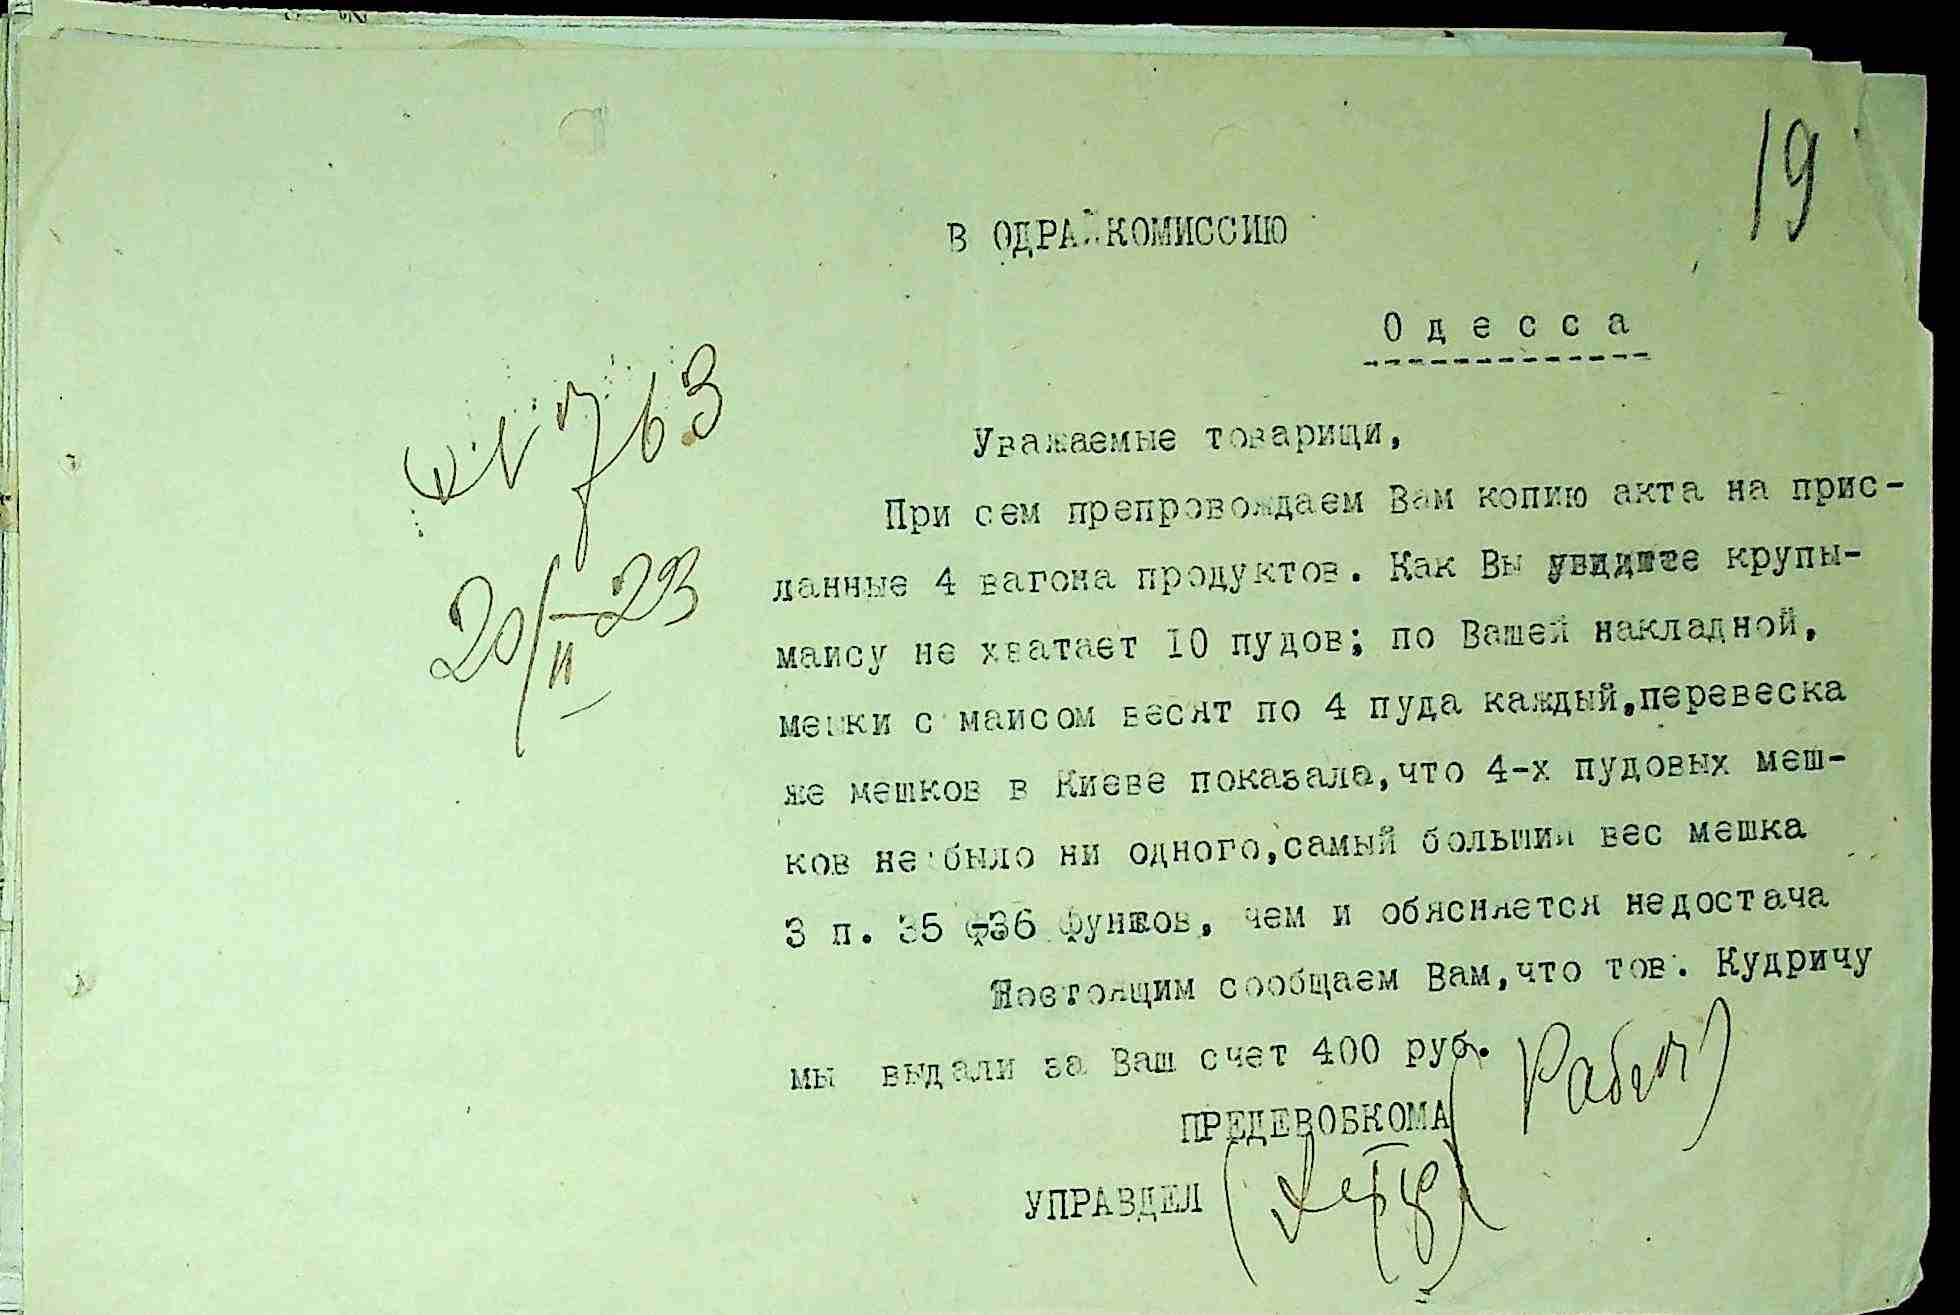 19
В ОДРАЙКОМИССИЮ
Одесса
№ 763
Уважаемые товарищи,
При сем препровождаем Вам копию акта на прис-
20/II-23
ланные 4 вагона продуктов. Как Вы увидите крупы-
маису не хватает 10 пудов; по Вашей накладной,
мешки с маисом весят по 4 пуда каждый,перевеска
же мешков в Киеве показала,что 4-х пудовых меш-
ков не было ни одного,самый больший вес мешка
3 п. 35 -36 фунтов, чем и обясняется недостача
Настоящим сообщаем Вам,что тов. Кудричу
мы выдали за Ваш счет 400 руб.
ПРЕДЕВОБКОМА
УПРАВДЕЛ